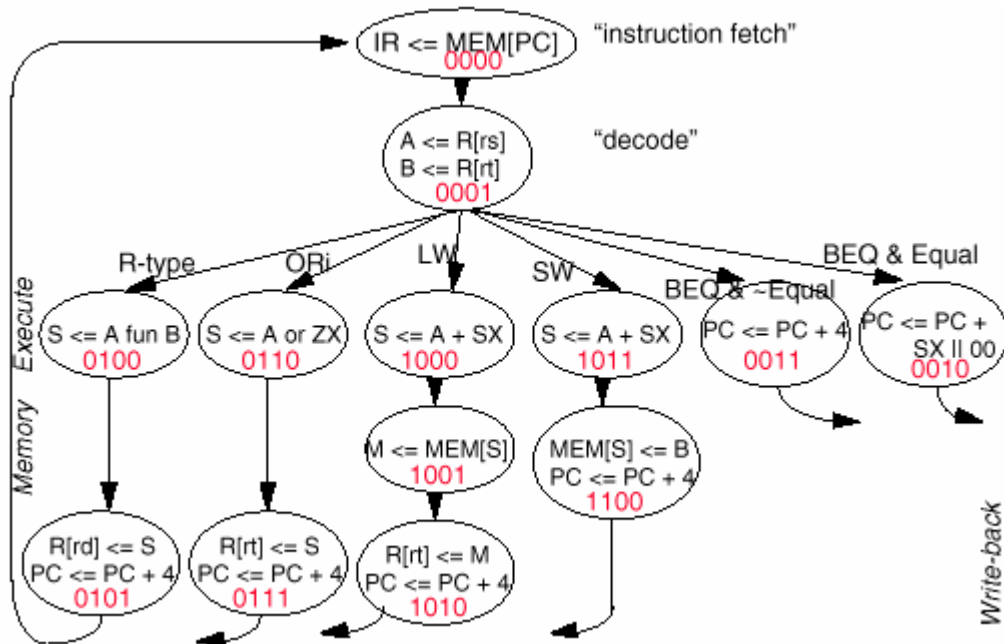 IR <= MEM[PC]
0000
"instruction fetch"
A <= R[rs]
B <= R[rt]
0001
"decode"
R-type
ORi
LW
SW
BEQ & ~Equal
BEQ & Equal
Execute
S <= A fun B
0100
S <= A or ZX
0110
S <= A + SX
1000
S <= A + SX
1011
PC <= PC + 4
0011
PC <= PC +
SX || 00
0010
Memory
M <= MEM[S]
1001
MEM[S] <= B
PC <= PC + 4
1100
R[rd] <= S
PC <= PC + 4
0101
R[rt] <= S
PC <= PC + 4
0111
R[rt] <= M
PC <= PC + 4
1010
Write-back